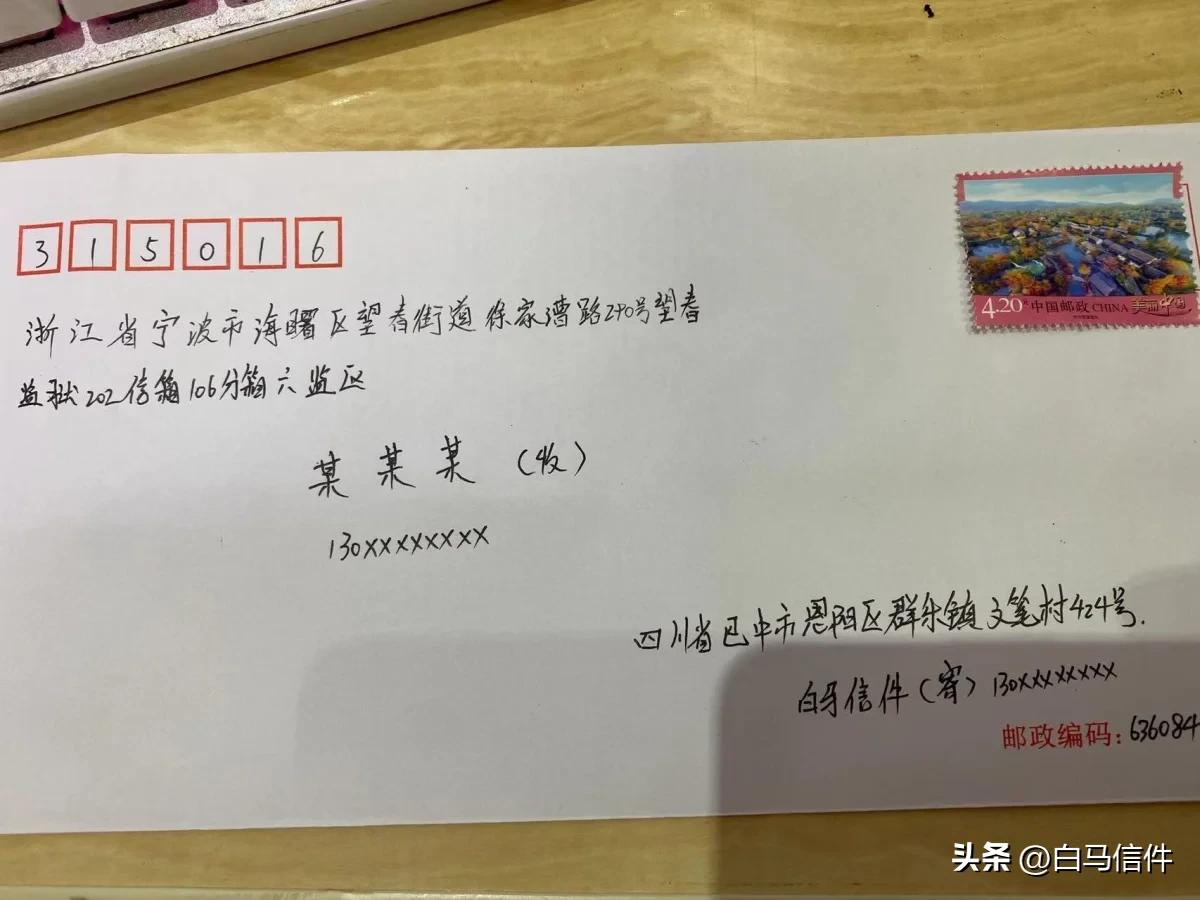 315016
4.20元 中国邮政 CHINA 美丽中国
浙江省宁波市海曙区望春街道徐家漕路240号望春
监狱202信箱106分箱六监区
某某某（收）
130xxxxxxxx
四川省巴中市恩阳区群乐镇文笔村424号.
白马信件（寄）130xxxxxxxx
邮政编码：636084
头条 @白马信件